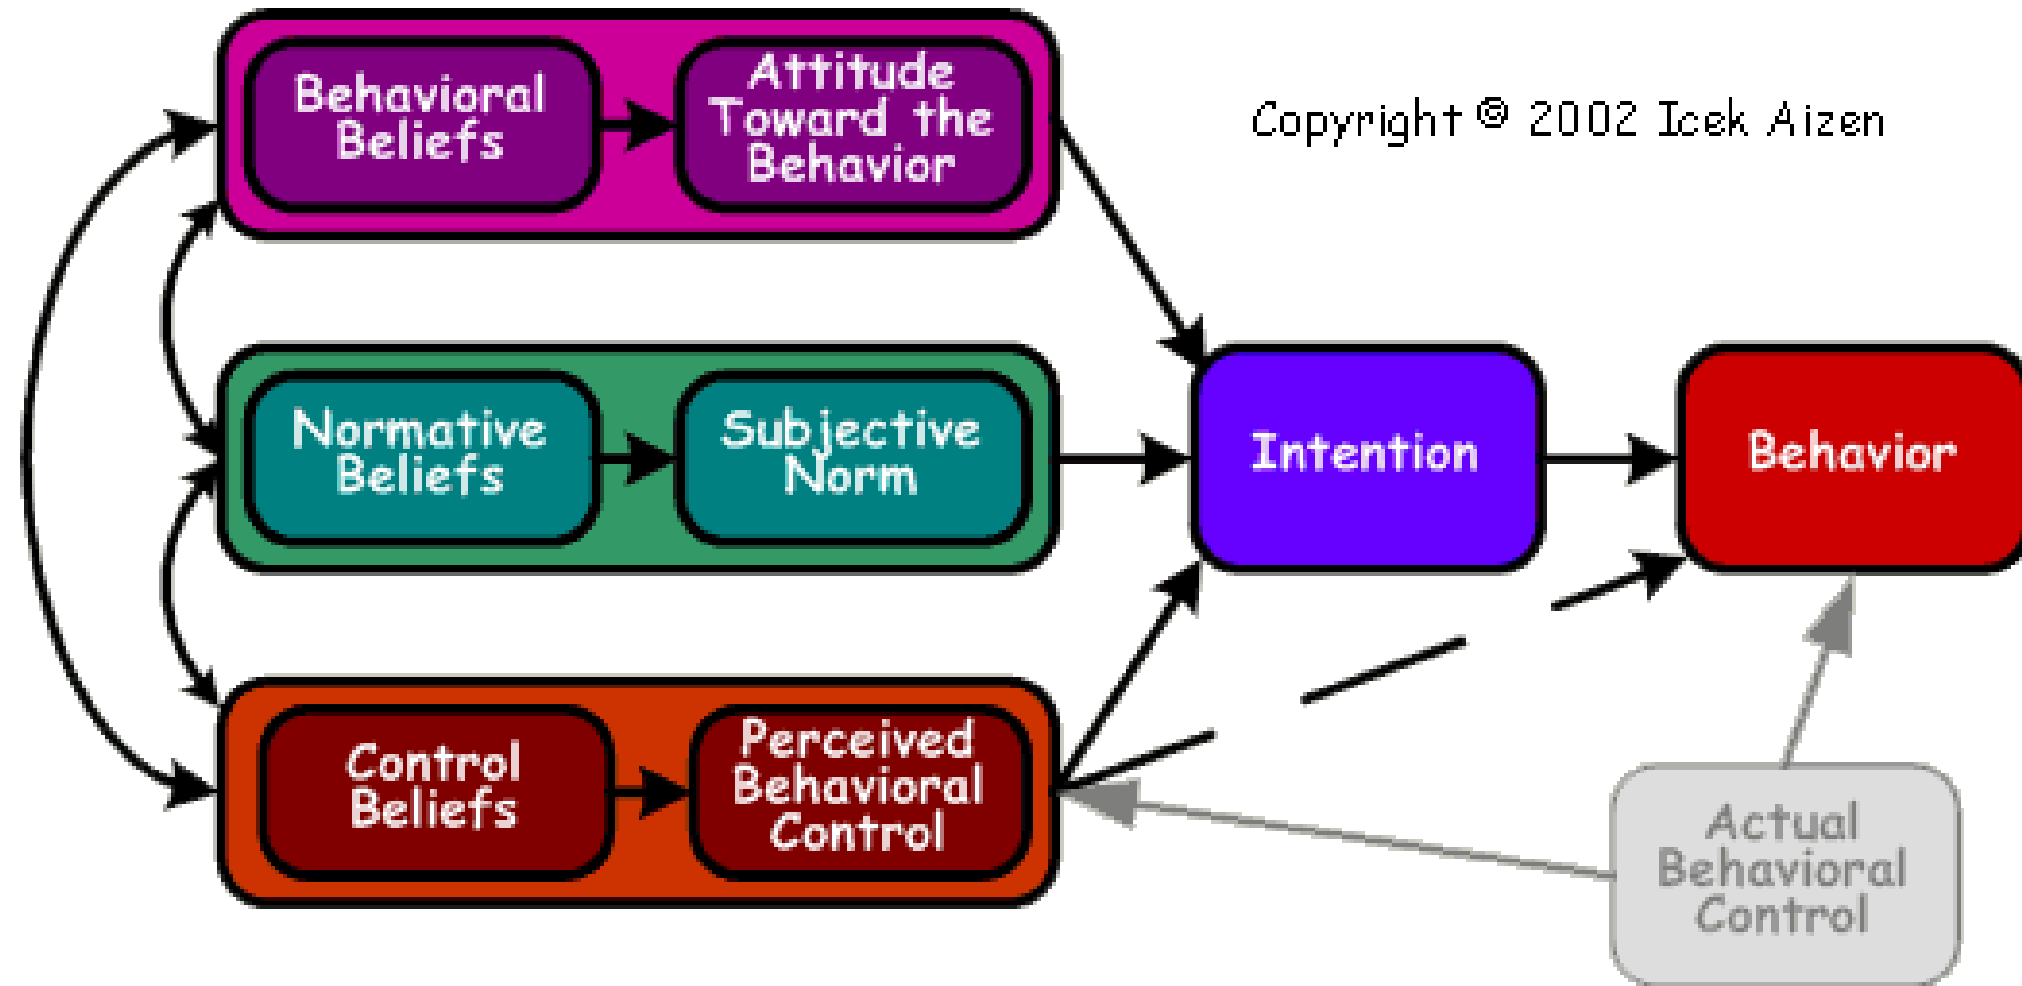 Behavioral
Beliefs
Attitude
Toward the
Behavior
Copyright © 2002 Icek Aizen
Normative
Beliefs
Subjective
Norm
Intention
Behavior
Control
Beliefs
Perceived
Behavioral
Control
Actual
Behavioral
Control